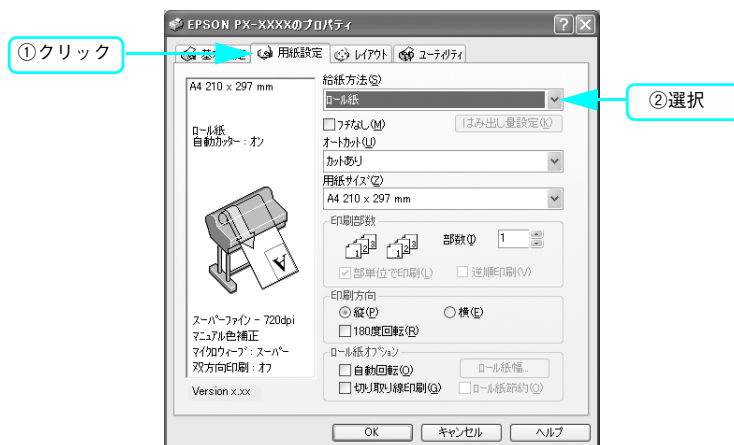 EPSON PX-XXXXのプロパティ
①クリック
用紙設定
レイアウト
ユーティリティ
A4 210 x 297 mm
ロール紙
自動カッター : オン
スーパーファイン - 720dpi
マニュアル色補正
マイクロウィーブ : スーパー
双方向印刷 : オフ
Version x.xx
給紙方法(S)
ロール紙
②選択
フチなし(M)
はみ出し量設定(K)
オートカット(U)
カットあり
用紙サイズ(Z)
A4 210 x 297 mm
印刷部数
部数(I) 1
部単位で印刷(L)
逆順印刷(V)
印刷方向
縦(P)
横(E)
180度回転(R)
ロール紙オプション
自動回転(O)
ロール紙幅...
切り取り線印刷(G)
ロール紙節約(O)
OK
キャンセル
ヘルプ